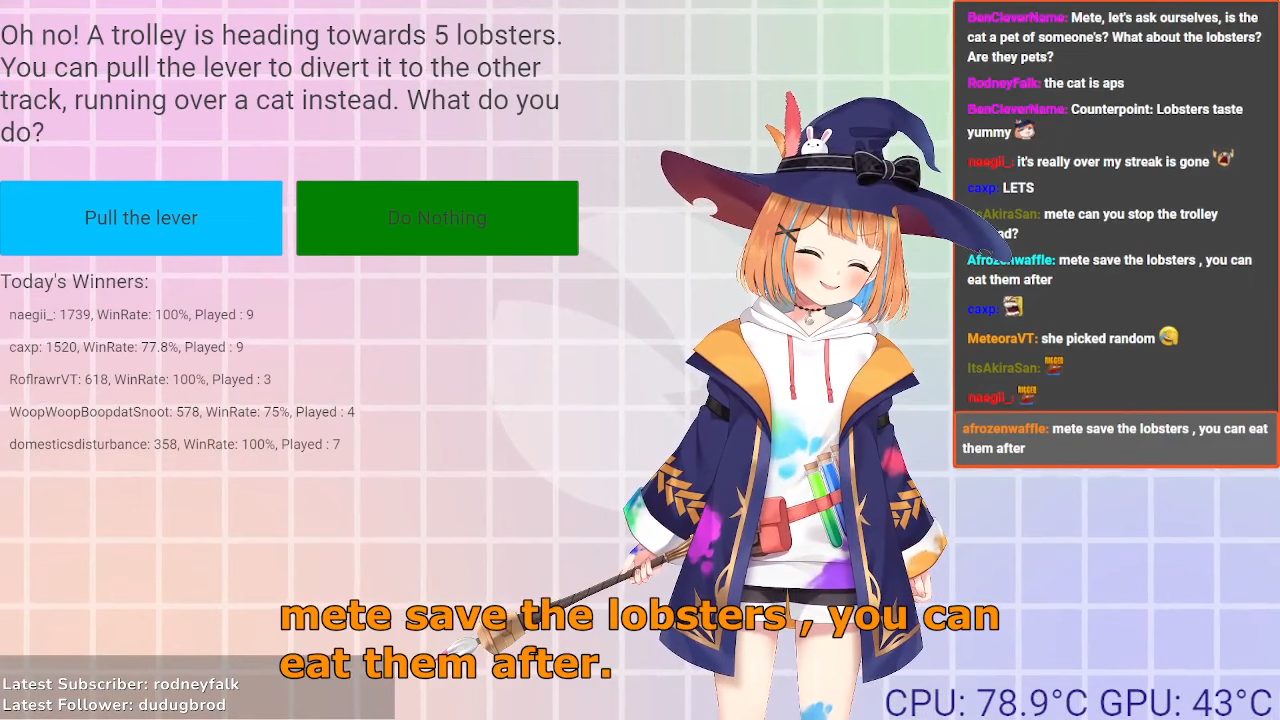 Oh no! A trolley is heading towards 5 lobsters.
You can pull the lever to divert it to the other
track, running over a cat instead. What do you
do?
Pull the lever
Do Nothing
Today's Winners:
naegii_: 1739, WinRate: 100%, Played : 9
caxp: 1520, WinRate: 77.8%, Played : 9
RoflrawrVT: 618, WinRate: 100%, Played : 3
WoopWoopBoopdatSnoot: 578, WinRate: 75%, Played : 4
domesticsdisturbance: 358, WinRate: 100%, Played : 7
BenCleverName: Mete, let's ask ourselves, is the
cat a pet of someone's? What about the lobsters?
Are they pets?
RodneyFalk: the cat is aps
BenCleverName: Counterpoint: Lobsters taste
yummy
naegii_: it's really over my streak is gone
caxp: LETS
ItsAkiraSan: mete can you stop the trolley
ad?
Afrozenwaffle: mete save the lobsters , you can
eat them after
caxp:
MeteoraVT: she picked random
ItsAkiraSan: RIGGED
naegii_: RIGGED
afrozenwaffle: mete save the lobsters , you can eat
them after
mete save the lobsters , you can
eat them after.
Latest Subscriber: rodneyfalk
Latest Follower: dudugbrod
CPU: 78.9°C GPU: 43°C